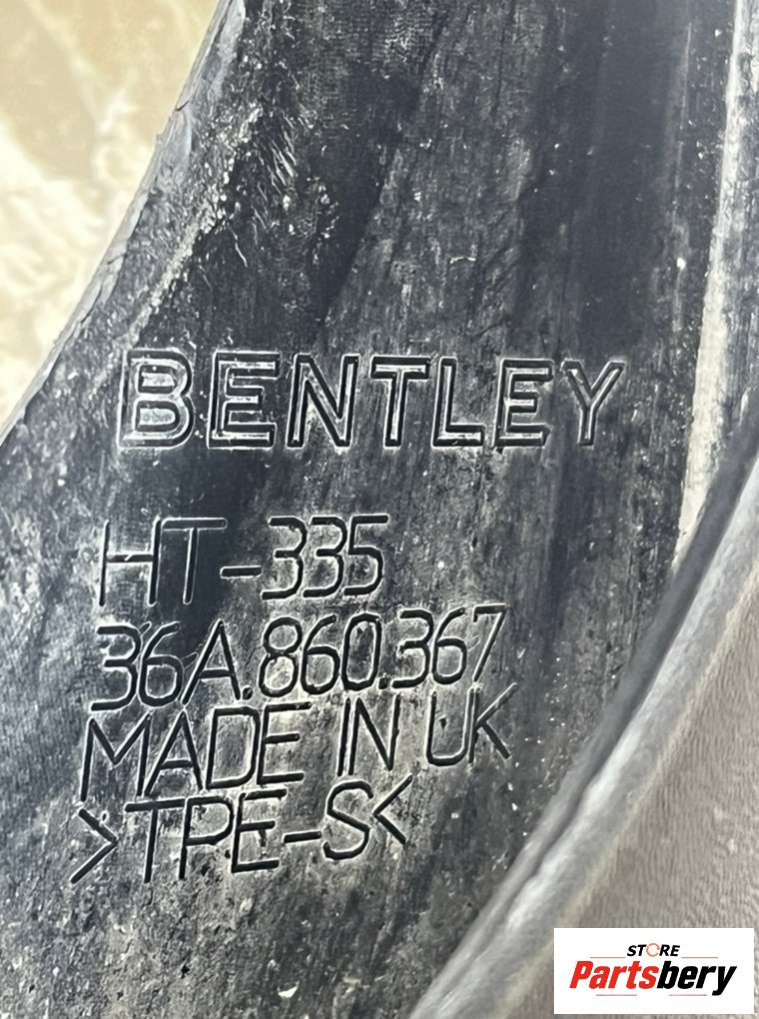 BENTLEY
HT-335
36A.860.367
MADE IN UK
>TPE-S<
STORE
Partsbery